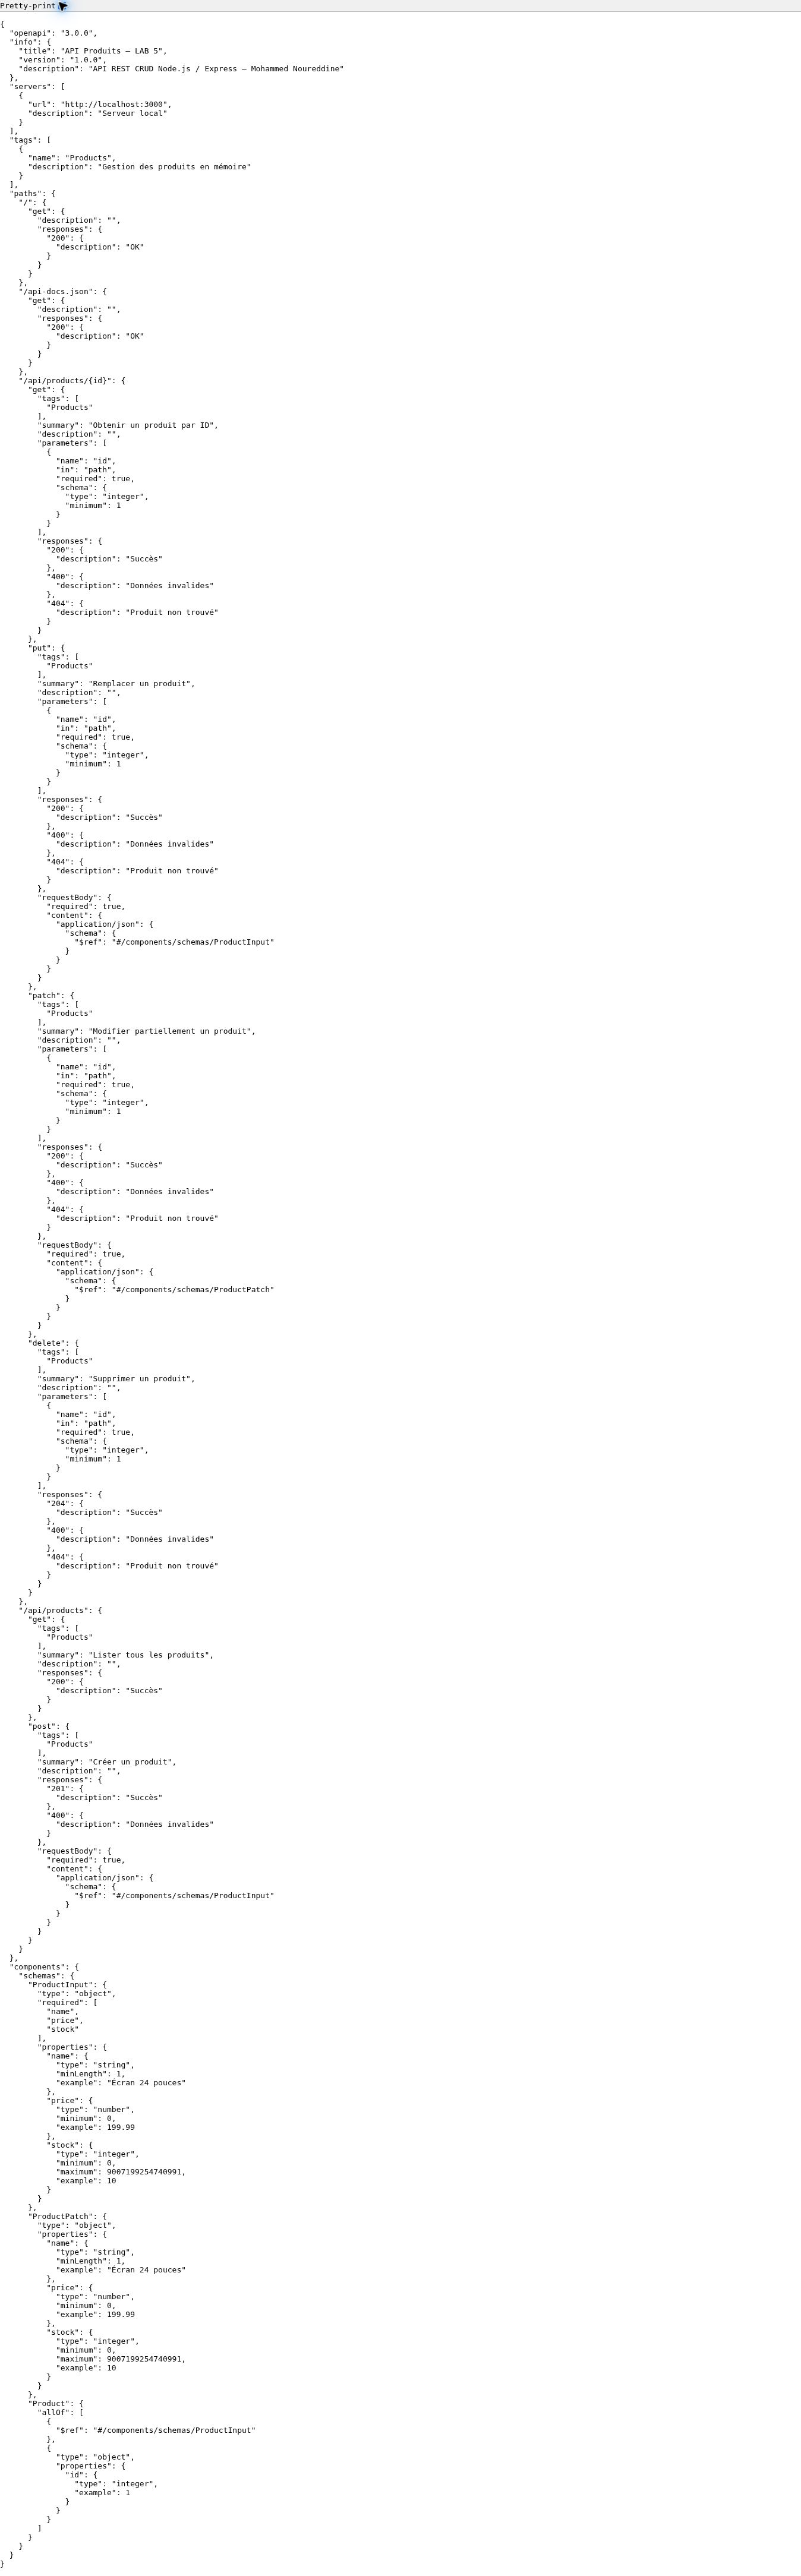 Pretty-print
{
  "openapi": "3.0.0",
  "info": {
    "title": "API Produits — LAB 5",
    "version": "1.0.0",
    "description": "API REST CRUD Node.js / Express — Mohammed Noureddine"
  },
  "servers": [
    {
      "url": "http://localhost:3000",
      "description": "Serveur local"
    }
  ],
  "tags": [
    {
      "name": "Products",
      "description": "Gestion des produits en mémoire"
    }
  ],
  "paths": {
    "/": {
      "get": {
        "description": "",
        "responses": {
          "200": {
            "description": "OK"
          }
        }
      }
    },
    "/api-docs.json": {
      "get": {
        "description": "",
        "responses": {
          "200": {
            "description": "OK"
          }
        }
      }
    },
    "/api/products/{id}": {
      "get": {
        "tags": [
          "Products"
        ],
        "summary": "Obtenir un produit par ID",
        "description": "",
        "parameters": [
          {
            "name": "id",
            "in": "path",
            "required": true,
            "schema": {
              "type": "integer",
              "minimum": 1
            }
          }
        ],
        "responses": {
          "200": {
            "description": "Succès"
          },
          "400": {
            "description": "Données invalides"
          },
          "404": {
            "description": "Produit non trouvé"
          }
        }
      },
      "put": {
        "tags": [
          "Products"
        ],
        "summary": "Remplacer un produit",
        "description": "",
        "parameters": [
          {
            "name": "id",
            "in": "path",
            "required": true,
            "schema": {
              "type": "integer",
              "minimum": 1
            }
          }
        ],
        "responses": {
          "200": {
            "description": "Succès"
          },
          "400": {
            "description": "Données invalides"
          },
          "404": {
            "description": "Produit non trouvé"
          }
        },
        "requestBody": {
          "required": true,
          "content": {
            "application/json": {
              "schema": {
                "$ref": "#/components/schemas/ProductInput"
              }
            }
          }
        }
      },
      "patch": {
        "tags": [
          "Products"
        ],
        "summary": "Modifier partiellement un produit",
        "description": "",
        "parameters": [
          {
            "name": "id",
            "in": "path",
            "required": true,
            "schema": {
              "type": "integer",
              "minimum": 1
            }
          }
        ],
        "responses": {
          "200": {
            "description": "Succès"
          },
          "400": {
            "description": "Données invalides"
          },
          "404": {
            "description": "Produit non trouvé"
          }
        },
        "requestBody": {
          "required": true,
          "content": {
            "application/json": {
              "schema": {
                "$ref": "#/components/schemas/ProductPatch"
              }
            }
          }
        }
      },
      "delete": {
        "tags": [
          "Products"
        ],
        "summary": "Supprimer un produit",
        "description": "",
        "parameters": [
          {
            "name": "id",
            "in": "path",
            "required": true,
            "schema": {
              "type": "integer",
              "minimum": 1
            }
          }
        ],
        "responses": {
          "204": {
            "description": "Succès"
          },
          "400": {
            "description": "Données invalides"
          },
          "404": {
            "description": "Produit non trouvé"
          }
        }
      }
    },
    "/api/products": {
      "get": {
        "tags": [
          "Products"
        ],
        "summary": "Lister tous les produits",
        "description": "",
        "responses": {
          "200": {
            "description": "Succès"
          }
        }
      },
      "post": {
        "tags": [
          "Products"
        ],
        "summary": "Créer un produit",
        "description": "",
        "responses": {
          "201": {
            "description": "Succès"
          },
          "400": {
            "description": "Données invalides"
          }
        },
        "requestBody": {
          "required": true,
          "content": {
            "application/json": {
              "schema": {
                "$ref": "#/components/schemas/ProductInput"
              }
            }
          }
        }
      }
    }
  },
  "components": {
    "schemas": {
      "ProductInput": {
        "type": "object",
        "required": [
          "name",
          "price",
          "stock"
        ],
        "properties": {
          "name": {
            "type": "string",
            "minLength": 1,
            "example": "Écran 24 pouces"
          },
          "price": {
            "type": "number",
            "minimum": 0,
            "example": 199.99
          },
          "stock": {
            "type": "integer",
            "minimum": 0,
            "maximum": 9007199254740991,
            "example": 10
          }
        }
      },
      "ProductPatch": {
        "type": "object",
        "properties": {
          "name": {
            "type": "string",
            "minLength": 1,
            "example": "Écran 24 pouces"
          },
          "price": {
            "type": "number",
            "minimum": 0,
            "example": 199.99
          },
          "stock": {
            "type": "integer",
            "minimum": 0,
            "maximum": 9007199254740991,
            "example": 10
          }
        }
      },
      "Product": {
        "allOf": [
          {
            "$ref": "#/components/schemas/ProductInput"
          },
          {
            "type": "object",
            "properties": {
              "id": {
                "type": "integer",
                "example": 1
              }
            }
          }
        ]
      }
    }
  }
}